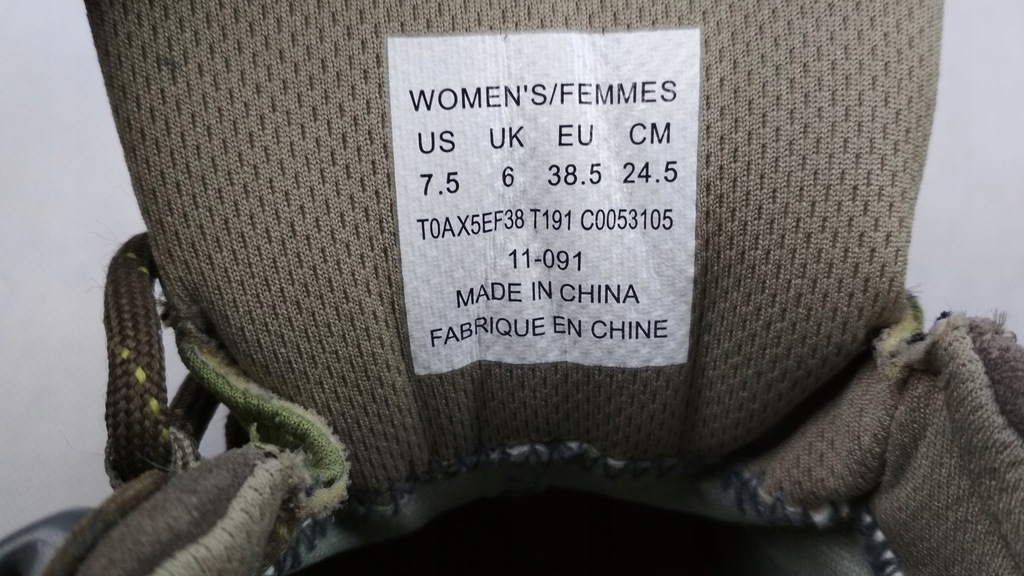 WOMEN'S/FEMMES
US UK EU CM
7.5 6 38.5 24.5
T0AX5EF38 T191 C0053105
11-091
MADE IN CHINA
FABRIQUE EN CHINE